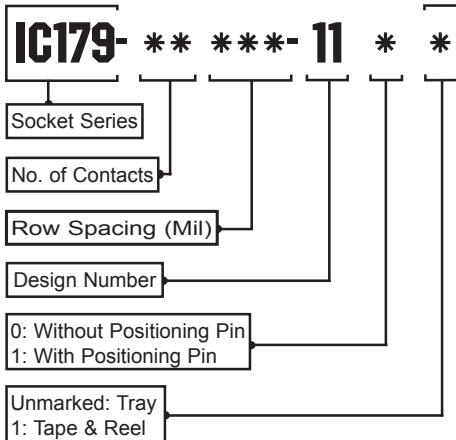 IC179- ** ***- 11 * *
Socket Series
No. of Contacts
Row Spacing (Mil)
Design Number
0: Without Positioning Pin
1: With Positioning Pin
Unmarked: Tray
1: Tape & Reel